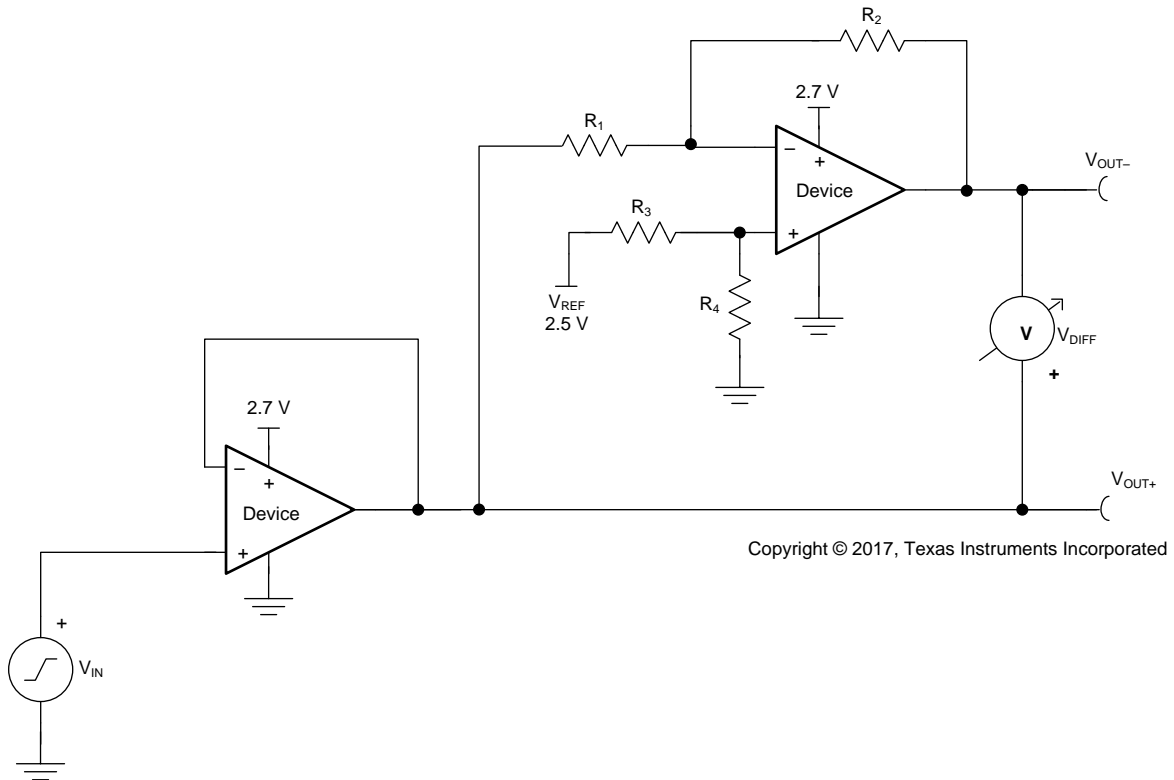 R2
2.7 V
R1
−
+
Device
VOUT–
R3
+
VREF
2.5 V
R4
V
VDIFF
+
2.7 V
−
+
Device
+
VOUT+
Copyright © 2017, Texas Instruments Incorporated
+
VIN